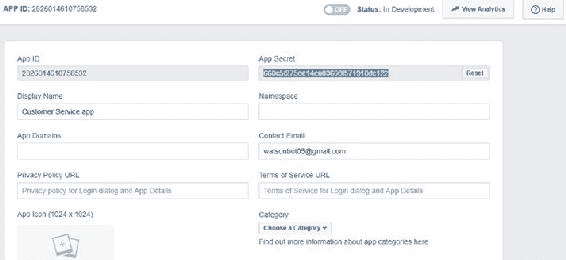 APP ID: 2826014610756532
OFF
Status: In Development
View Analytics
Help
App ID
App Secret
Reset
Display Name
Namespace
Customer Service app
App Domains
Contact Email
Privacy Policy URL
Terms of Service URL
Privacy policy for Login dialog and App Details
Terms of Service for Login dialog and App Details
App Icon (1024 x 1024)
Category
Choose a Category
Find out more information about app categories here